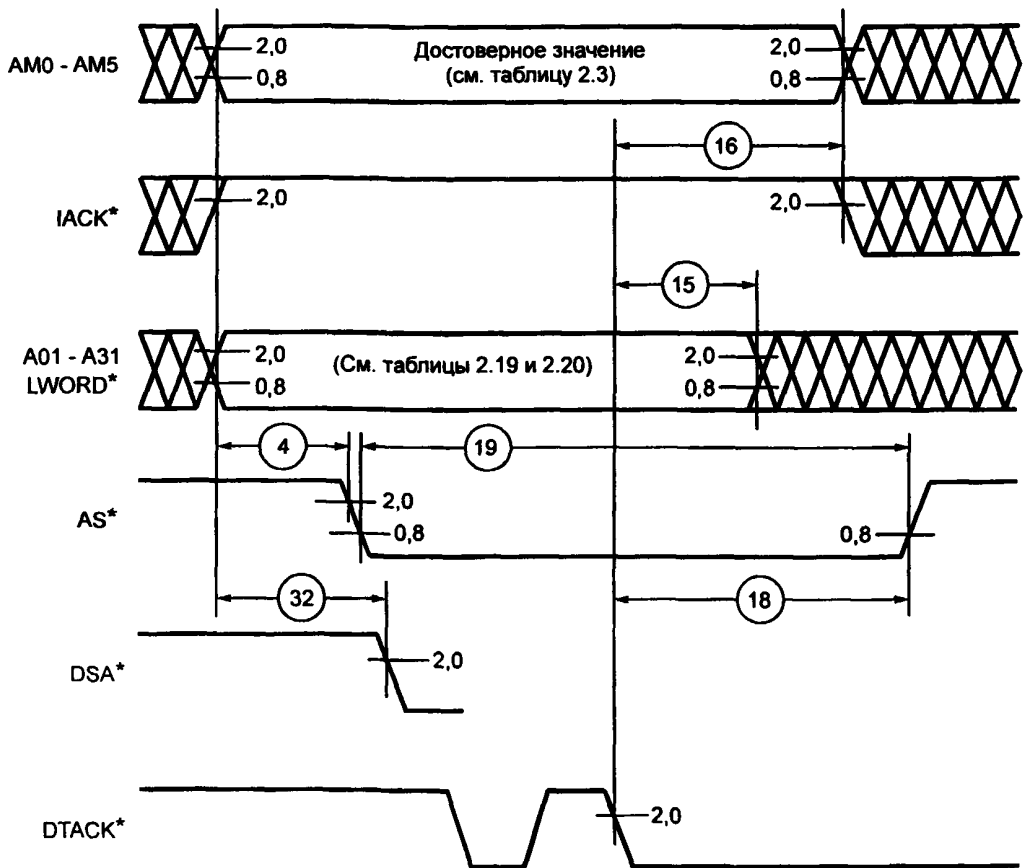 AM0 - AM5
2,0
0,8
Достоверное значение
(см. таблицу 2.3)
2,0
0,8
16
IACK*
2,0
2,0
15
A01 - A31
LWORD*
2,0
0,8
(См. таблицы 2.19 и 2.20)
2,0
0,8
4
19
AS*
2,0
0,8
0,8
32
18
DSA*
2,0
DTACK*
2,0